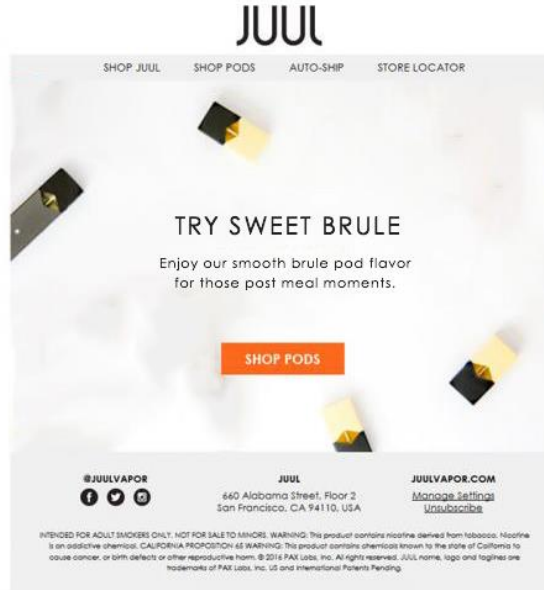 JUUL
SHOP JUUL SHOP PODS AUTO-SHIP STORE LOCATOR
TRY SWEET BRULE
Enjoy our smooth brule pod flavor
for those post meal moments.
SHOP PODS
@JUULVAPOR
JUUL
660 Alabama Street, Floor 2
San Francisco, CA 94110, USA
JUULVAPOR.COM
Manage Settings
Unsubscribe
INTENDED FOR ADULT SMOKERS ONLY. NOT FOR SALE TO MINORS. WARNING: This product contains nicotine derived from tobacco. Nicotine
is an addictive chemical. CALIFORNIA PROPOSITION 65 WARNING: This product contains chemicals known to the state of California to
cause cancer, or birth defects or other reproductive harm. © 2016 PAX Labs, Inc. All rights reserved. JUUL name, logo and taglines are
trademarks of PAX Labs, Inc. US and International Patents Pending.